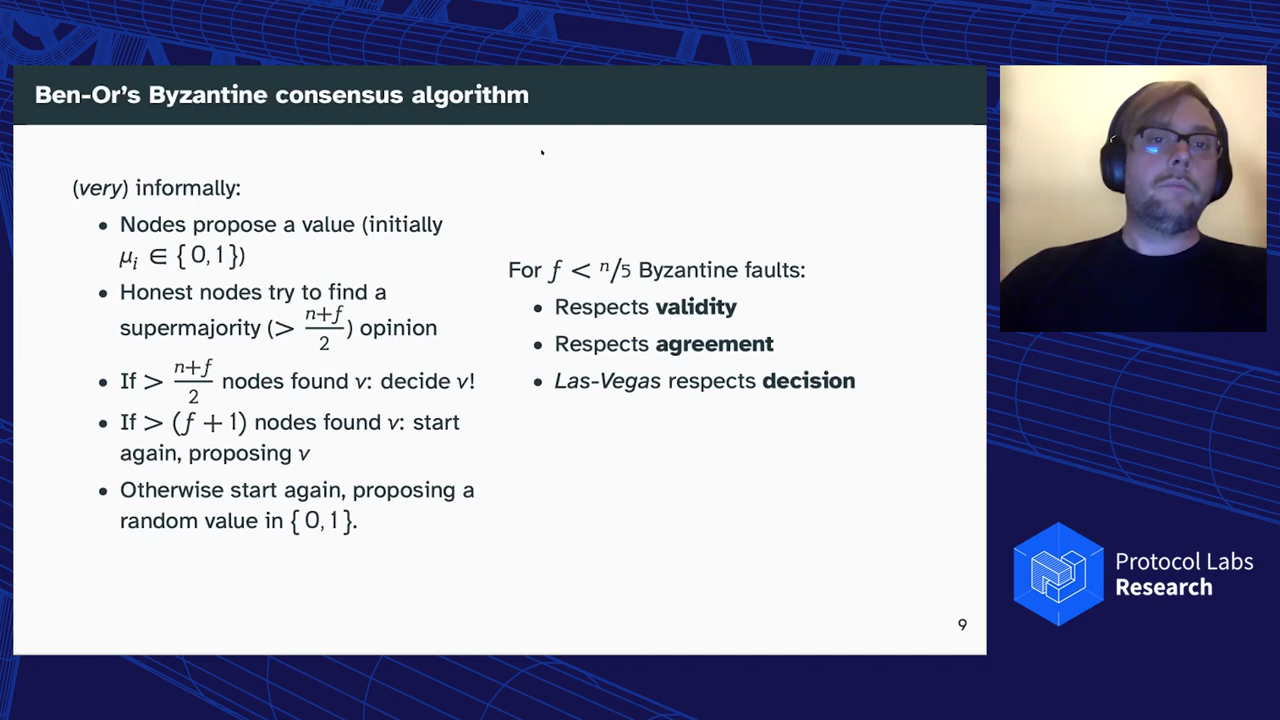 Ben-Or's Byzantine consensus algorithm
(very) informally:
• Nodes propose a value (initially
μᵢ ∈ {0, 1})
• Honest nodes try to find a
supermajority (> (n+f)/2) opinion
• If > (n+f)/2 nodes found v: decide v!
• If > (f + 1) nodes found v: start
again, proposing v
• Otherwise start again, proposing a
random value in {0, 1}.
For f < n/5 Byzantine faults:
• Respects validity
• Respects agreement
• Las-Vegas respects decision
9
Protocol Labs
Research